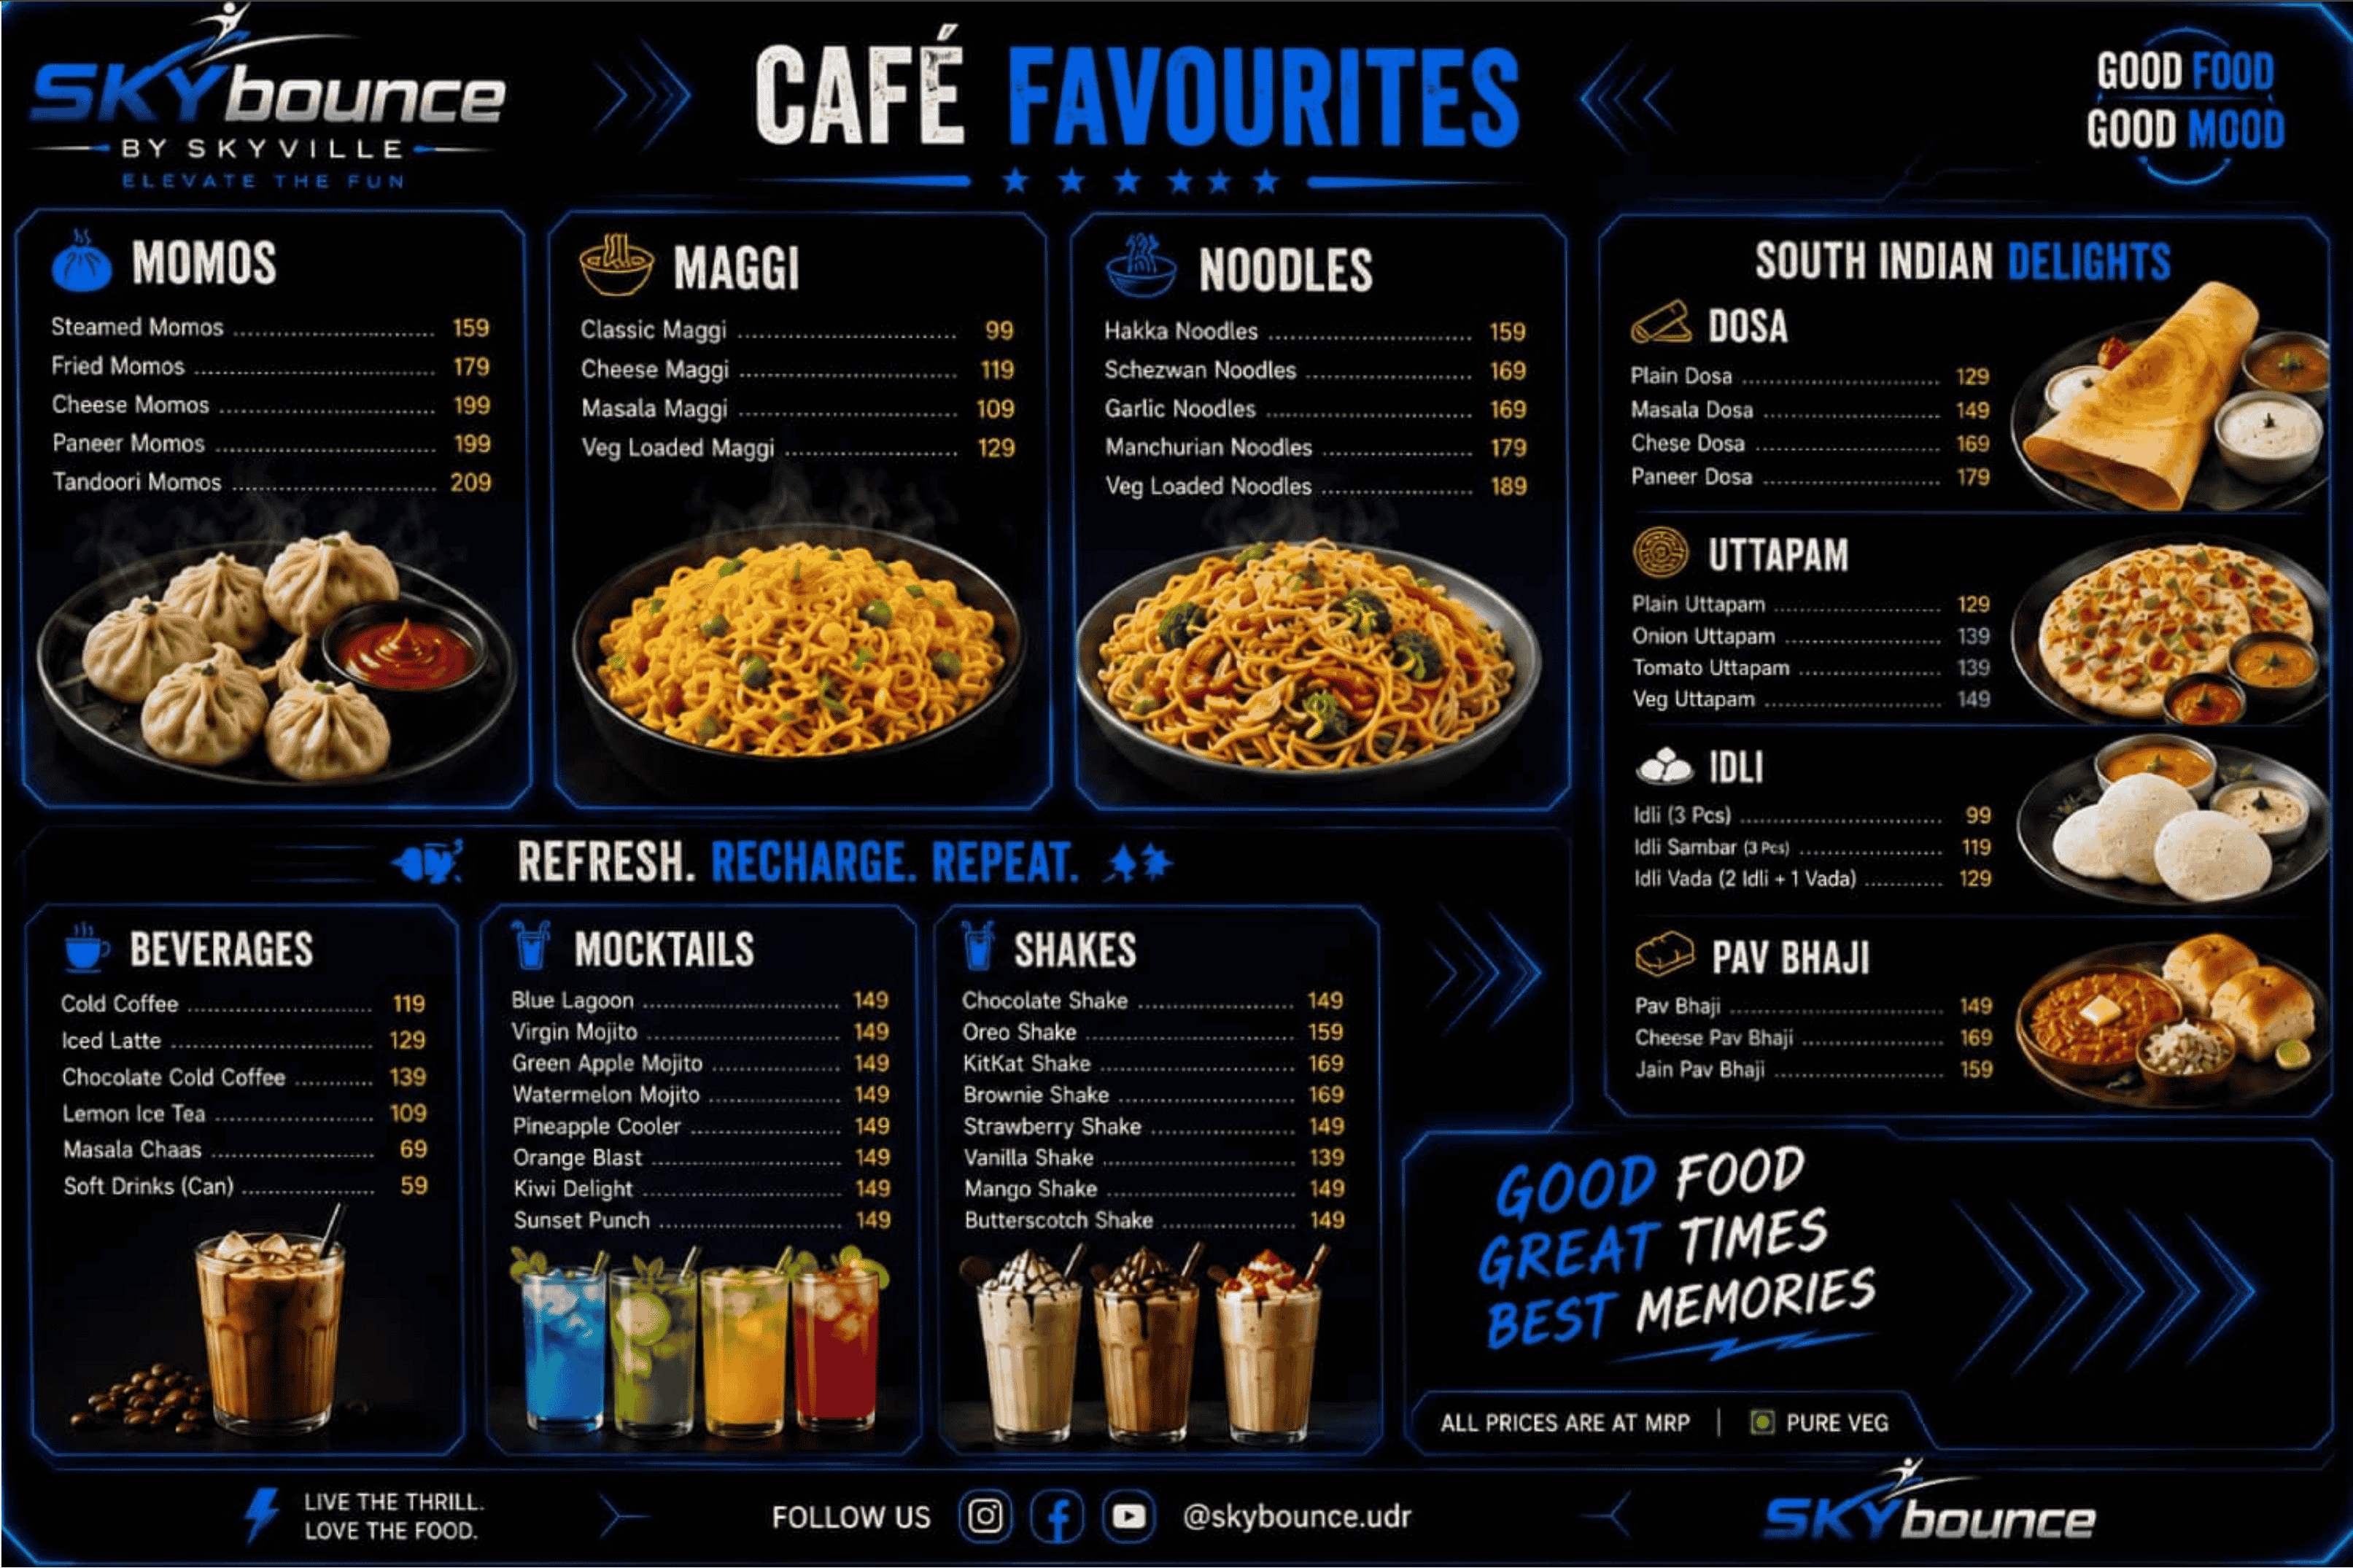 SKYbounce
BY SKYVILLE
ELEVATE THE FUN
CAFÉ FAVOURITES
GOOD FOOD
GOOD MOOD
MOMOS
Steamed Momos 159
Fried Momos 179
Cheese Momos 199
Paneer Momos 199
Tandoori Momos 209
MAGGI
Classic Maggi 99
Cheese Maggi 119
Masala Maggi 109
Veg Loaded Maggi 129
NOODLES
Hakka Noodles 159
Schezwan Noodles 169
Garlic Noodles 169
Manchurian Noodles 179
Veg Loaded Noodles 189
SOUTH INDIAN DELIGHTS
DOSA
Plain Dosa 129
Masala Dosa 149
Chese Dosa 169
Paneer Dosa 179
UTTAPAM
Plain Uttapam 129
Onion Uttapam 139
Tomato Uttapam 139
Veg Uttapam 149
IDLI
Idli (3 Pcs) 99
Idli Sambar (3 Pcs) 119
Idli Vada (2 Idli + 1 Vada) 129
PAV BHAJI
Pav Bhaji 149
Cheese Pav Bhaji 169
Jain Pav Bhaji 159
REFRESH. RECHARGE. REPEAT.
BEVERAGES
Cold Coffee 119
Iced Latte 129
Chocolate Cold Coffee 139
Lemon Ice Tea 109
Masala Chaas 69
Soft Drinks (Can) 59
MOCKTAILS
Blue Lagoon 149
Virgin Mojito 149
Green Apple Mojito 149
Watermelon Mojito 149
Pineapple Cooler 149
Orange Blast 149
Kiwi Delight 149
Sunset Punch 149
SHAKES
Chocolate Shake 149
Oreo Shake 159
KitKat Shake 169
Brownie Shake 169
Strawberry Shake 149
Vanilla Shake 139
Mango Shake 149
Butterscotch Shake 149
GOOD FOOD
GREAT TIMES
BEST MEMORIES
ALL PRICES ARE AT MRP | PURE VEG
LIVE THE THRILL.
LOVE THE FOOD.
FOLLOW US @skybounce.udr
SKYbounce